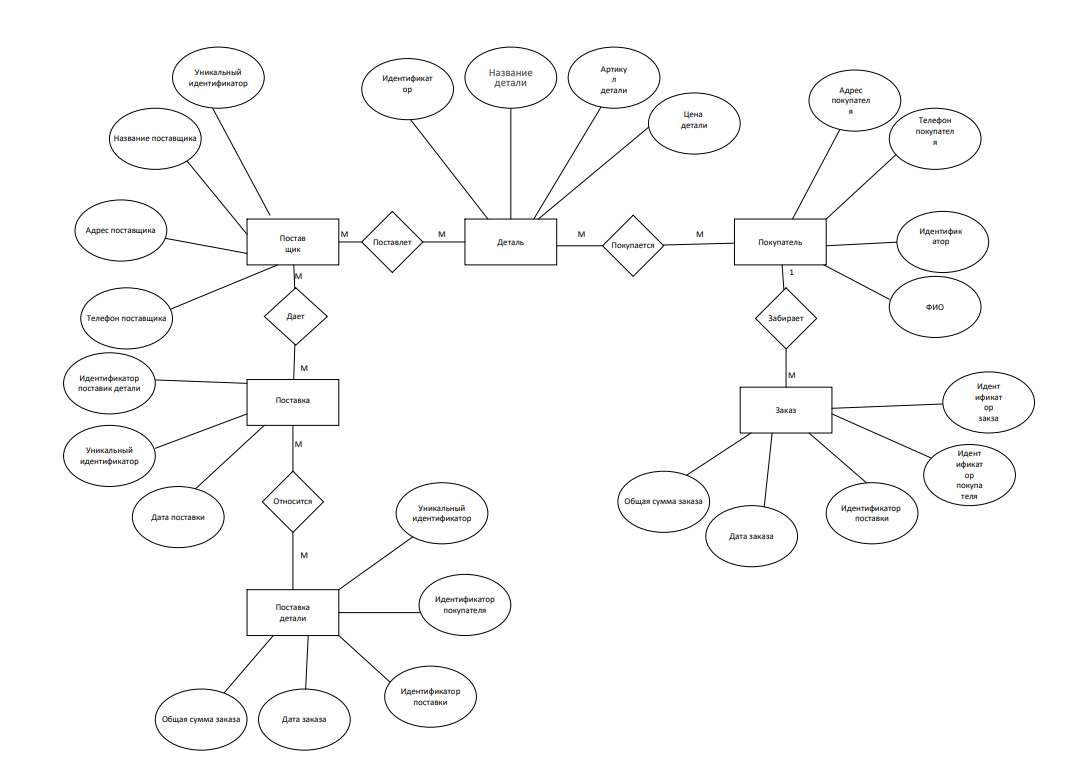 Уникальный
идентификатор
Идентификат
ор
Название
детали
Артику
л
детали
Цена
детали
Адрес
покупател
я
Телефон
покупател
я
Название поставщика
Адрес поставщика
Телефон поставщика
Постав
щик
М
Поставлет
М
Деталь
М
Покупается
М
Покупатель
Идентифик
атор
ФИО
М
Дает
М
1
Забирает
М
Идентификатор
поставик детали
Уникальный
идентификатор
Дата поставки
Поставка
М
Относится
М
Заказ
Идент
ификат
ор
закза
Идент
ификат
ор
покупа
теля
Общая сумма заказа
Дата заказа
Идентификатор
поставки
Уникальный
идентификатор
Идентификатор
покупателя
Поставка
детали
Идентификатор
поставки
Общая сумма заказа
Дата заказа